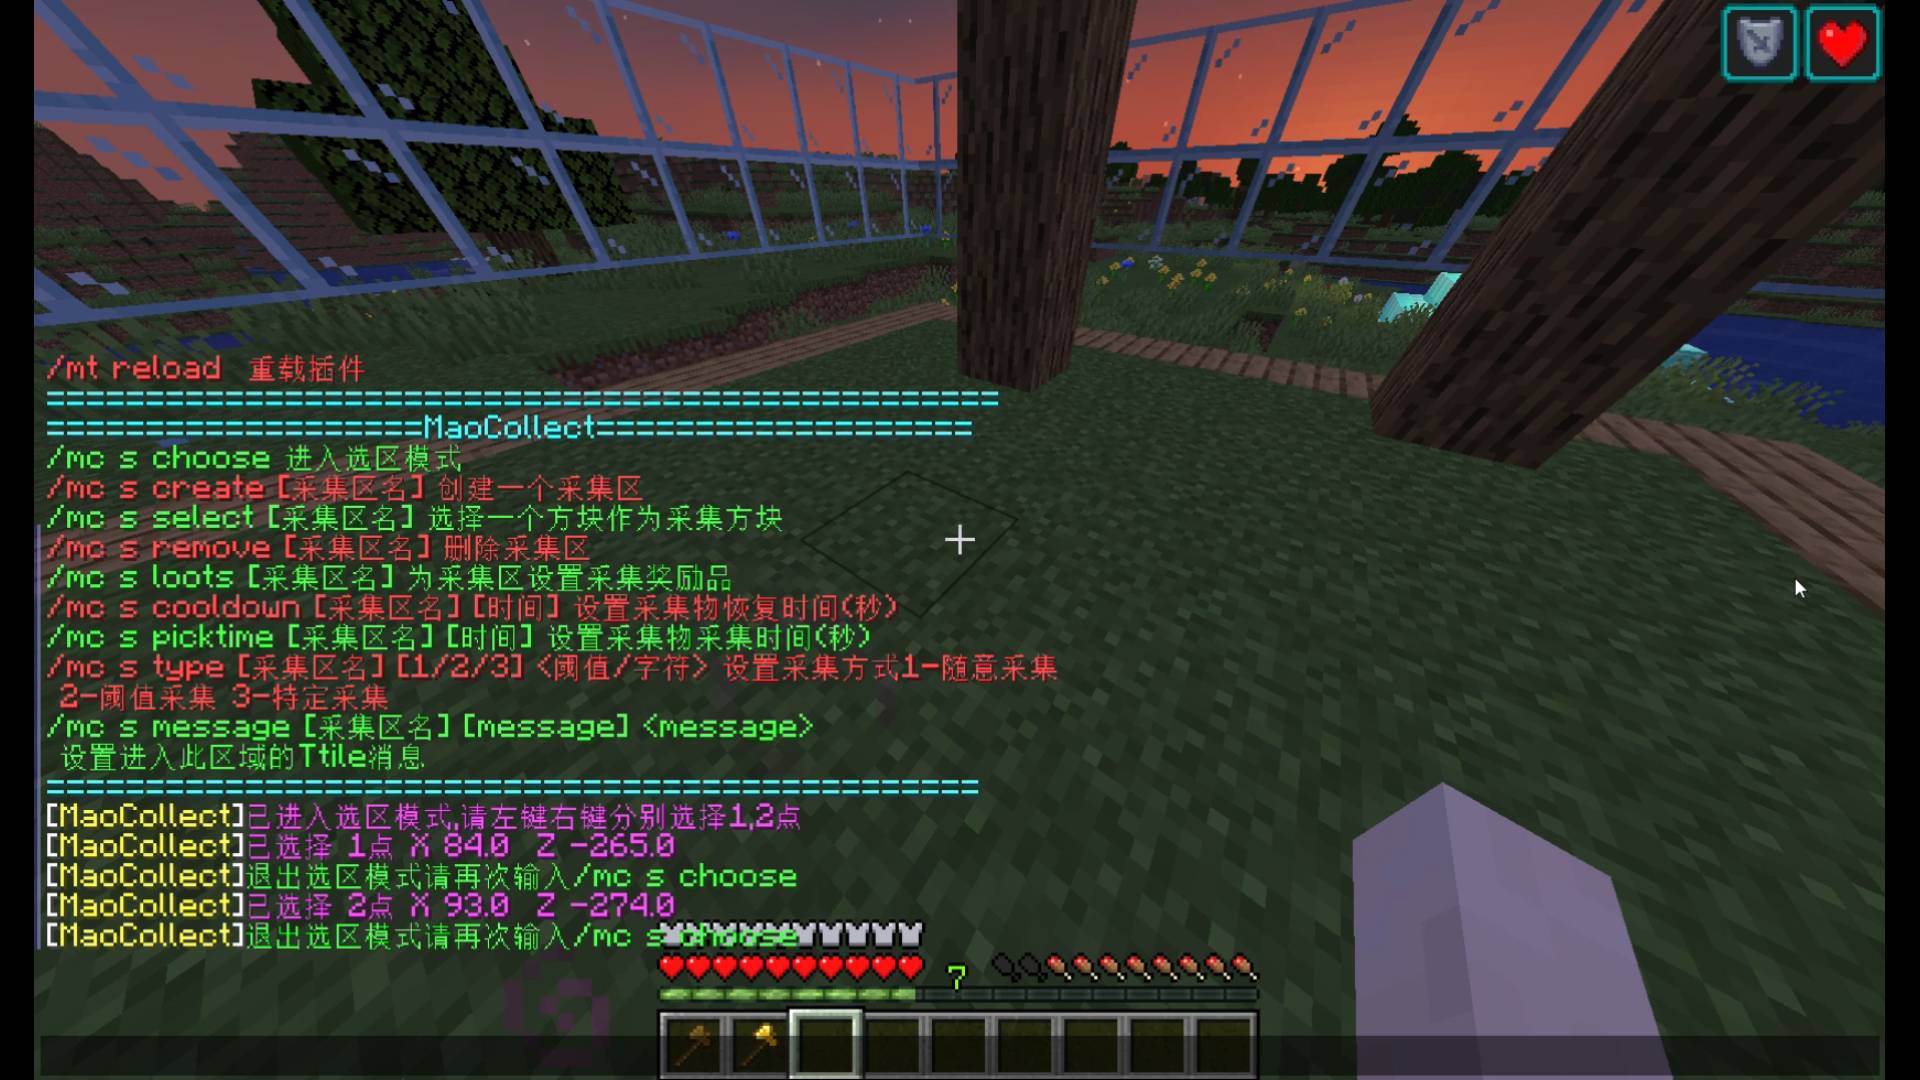 /mt reload 重载插件
================================================
===================MaoCollect===================
/mc s choose 进入选区模式
/mc s create [采集区名] 创建一个采集区
/mc s select [采集区名] 选择一个方块作为采集方块
/mc s remove [采集区名] 删除采集区
/mc s loots [采集区名] 为采集区设置采集奖励品
/mc s cooldown [采集区名] [时间] 设置采集物恢复时间(秒)
/mc s picktime [采集区名] [时间] 设置采集物采集时间(秒)
/mc s type [采集区名] [1/2/3] <阈值/字符> 设置采集方式1-随意采集
2-阈值采集 3-特定采集
/mc s message [采集区名] [message] <message>
设置进入此区域的Ttile消息
===============================================
[MaoCollect]已进入选区模式,请左键右键分别选择1,2点
[MaoCollect]已选择 1点 X 84.0 Z -265.0
[MaoCollect]退出选区模式请再次输入/mc s choose
[MaoCollect]已选择 2点 X 93.0 Z -274.0
[MaoCollect]退出选区模式请再次输入/mc s choose
7